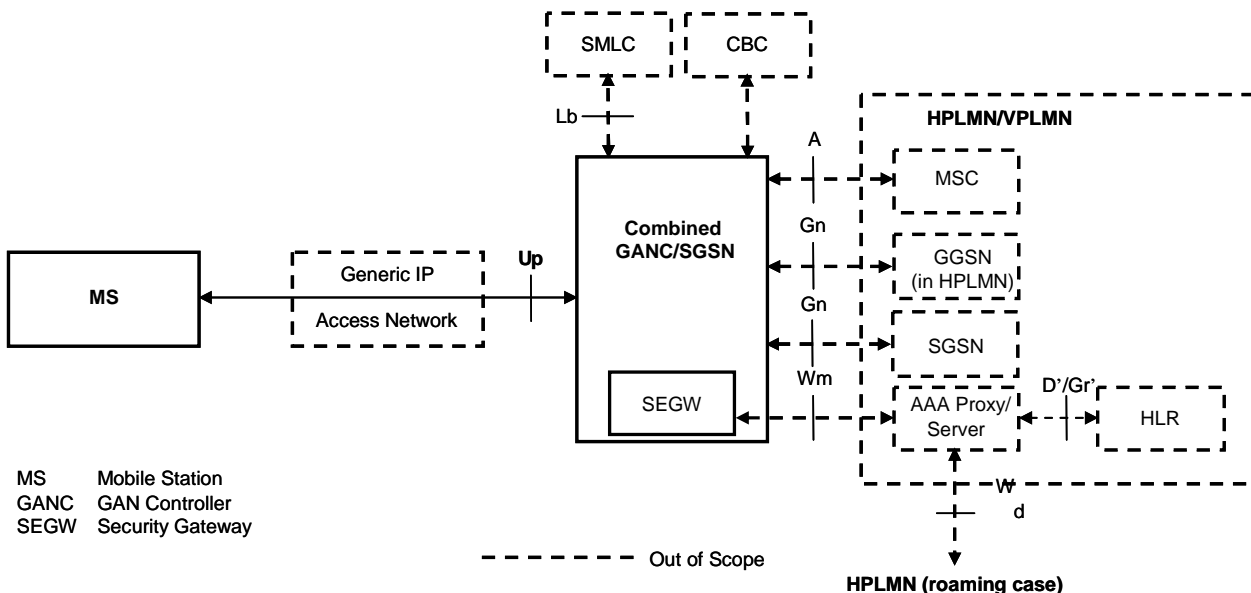 SMLC
CBC
Lb
HPLMN/VPLMN
A
MSC
Combined
GANC/SGSN
Gn
GGSN
(in HPLMN)
Up
Generic IP
Access Network
MS
Gn
SGSN
Wm
SEGW
AAA Proxy/
Server
D’/Gr’
HLR
MS Mobile Station
GANC GAN Controller
SEGW Security Gateway
W
d
Out of Scope
HPLMN (roaming case)